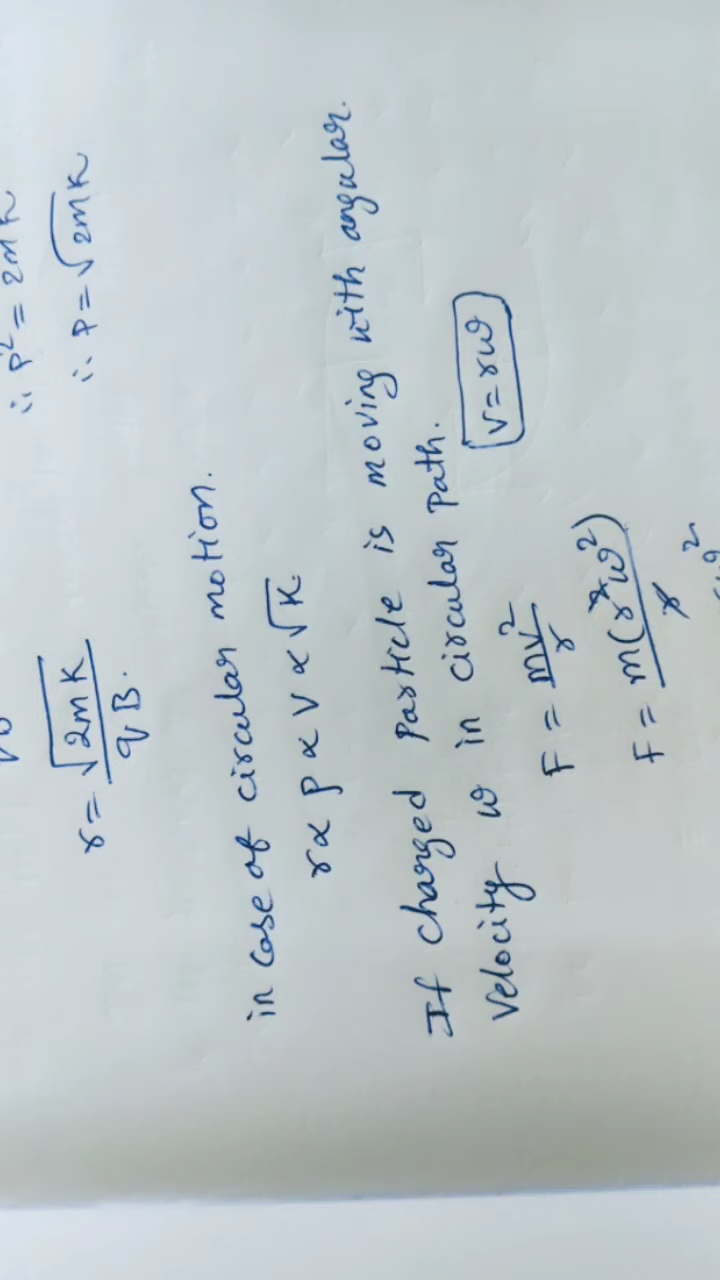 ∴ p² = 2mK
∴ P = √2mK
r = √2mK / qB.
in case of circular motion.
r ∝ p ∝ v ∝ √K
If charged particle is moving with angular.
velocity ω in circular path.
v = rω
F = mv²/r
F = m(r²ω²)/r